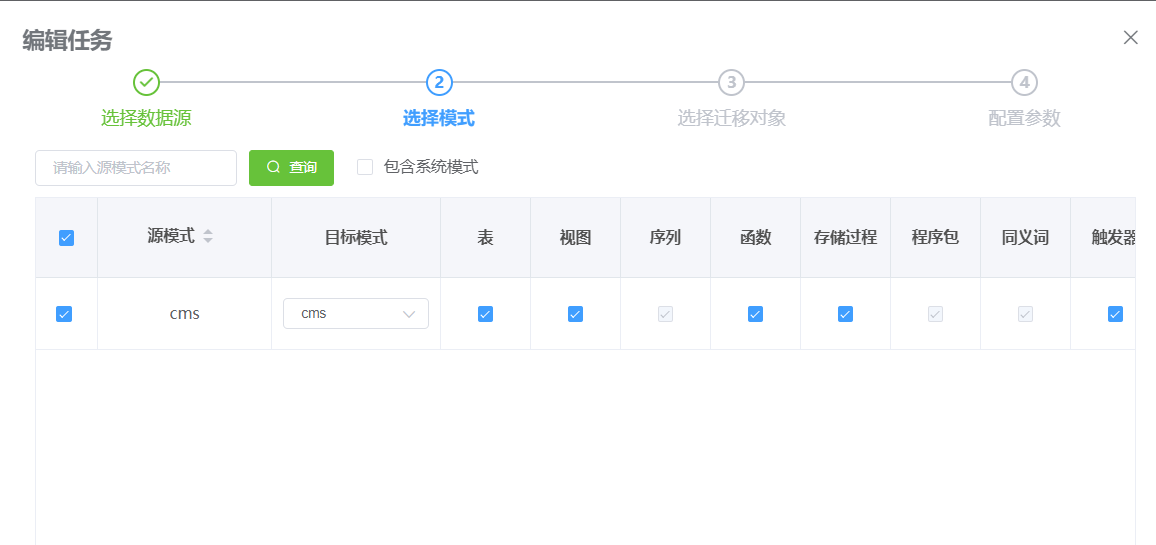 编辑任务
2 3 4
选择数据源 选择模式 选择迁移对象 配置参数
请输入源模式名称 查询 包含系统模式
源模式 目标模式 表 视图 序列 函数 存储过程 程序包 同义词 触发器
cms cms